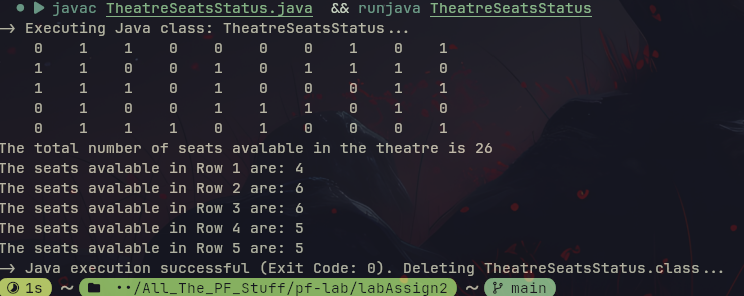 javac TheatreSeatsStatus.java && runjava TheatreSeatsStatus
→ Executing Java class: TheatreSeatsStatus...
0 1 1 0 0 0 0 1 0 1
1 1 0 0 1 0 1 1 1 0
1 1 1 0 1 0 0 1 0 1
0 1 0 0 1 1 1 0 1 0
0 1 1 1 0 1 0 0 0 1
The total number of seats avalable in the theatre is 26
The seats avalable in Row 1 are: 4
The seats avalable in Row 2 are: 6
The seats avalable in Row 3 are: 6
The seats avalable in Row 4 are: 5
The seats avalable in Row 5 are: 5
→ Java execution successful (Exit Code: 0). Deleting TheatreSeatsStatus.class...
1s ~ ··/All_The_PF_Stuff/pf-lab/labAssign2 ~ main